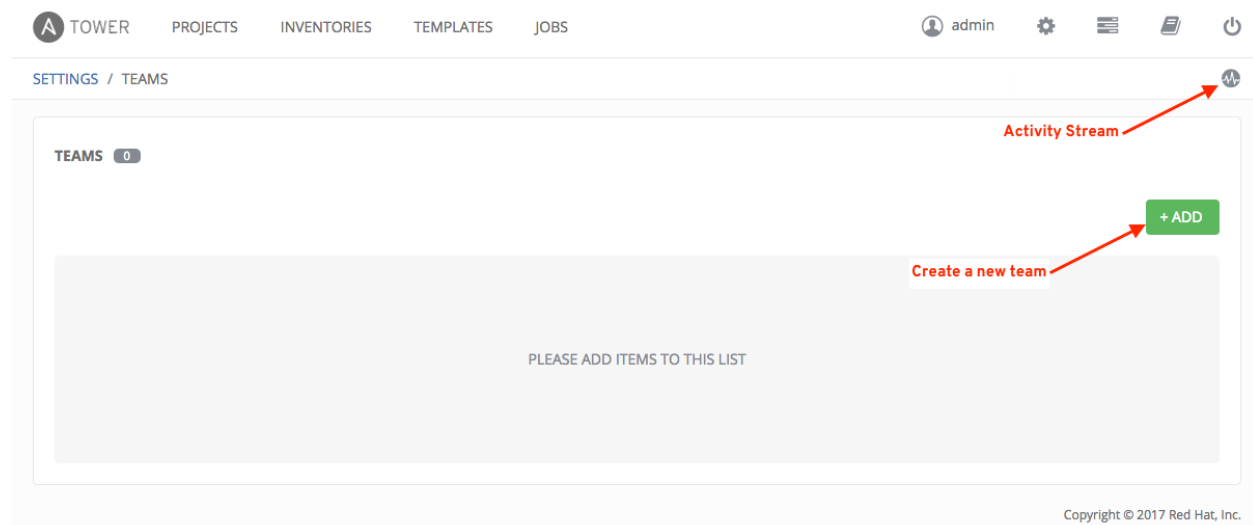 A TOWER PROJECTS INVENTORIES TEMPLATES JOBS admin
SETTINGS / TEAMS
Activity Stream
TEAMS 0
+ ADD
Create a new team
PLEASE ADD ITEMS TO THIS LIST
Copyright © 2017 Red Hat, Inc.